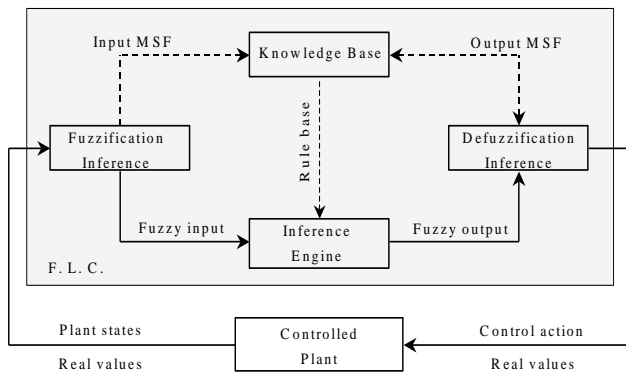 Input MSF
Knowledge Base
Output MSF
Fuzzification
Inference
Rule base
Defuzzification
Inference
Fuzzy input
Inference
Engine
Fuzzy output
F. L. C.
Plant states
Real values
Controlled
Plant
Control action
Real values